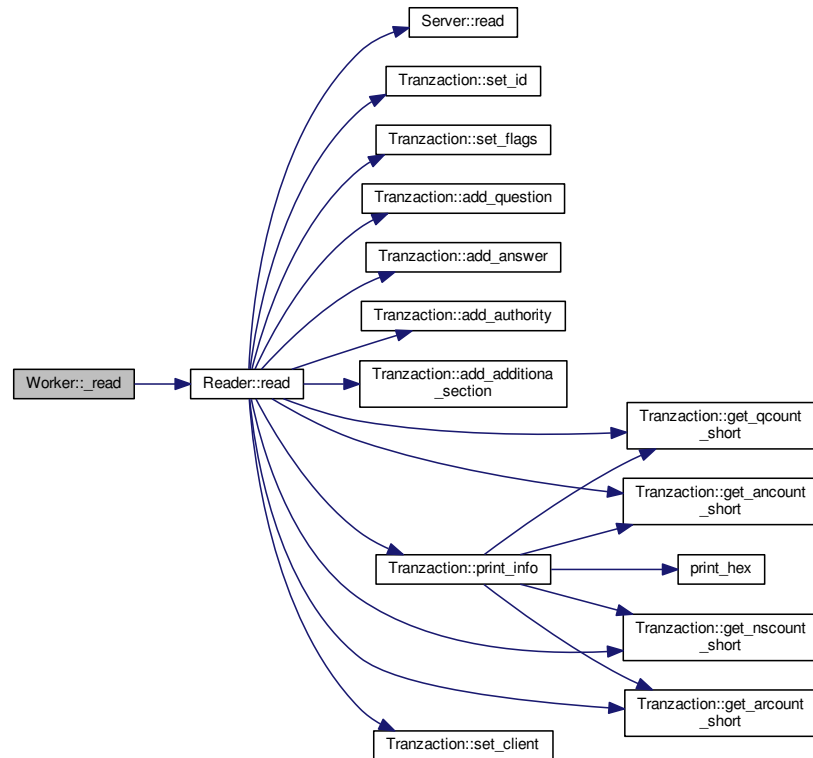 Server::read
Tranzaction::set_id
Tranzaction::set_flags
Tranzaction::add_question
Tranzaction::add_answer
Tranzaction::add_authority
Worker::_read
Reader::read
Tranzaction::add_additiona
_section
Tranzaction::get_qcount
_short
Tranzaction::get_ancount
_short
Tranzaction::print_info
print_hex
Tranzaction::get_nscount
_short
Tranzaction::get_arcount
_short
Tranzaction::set_client